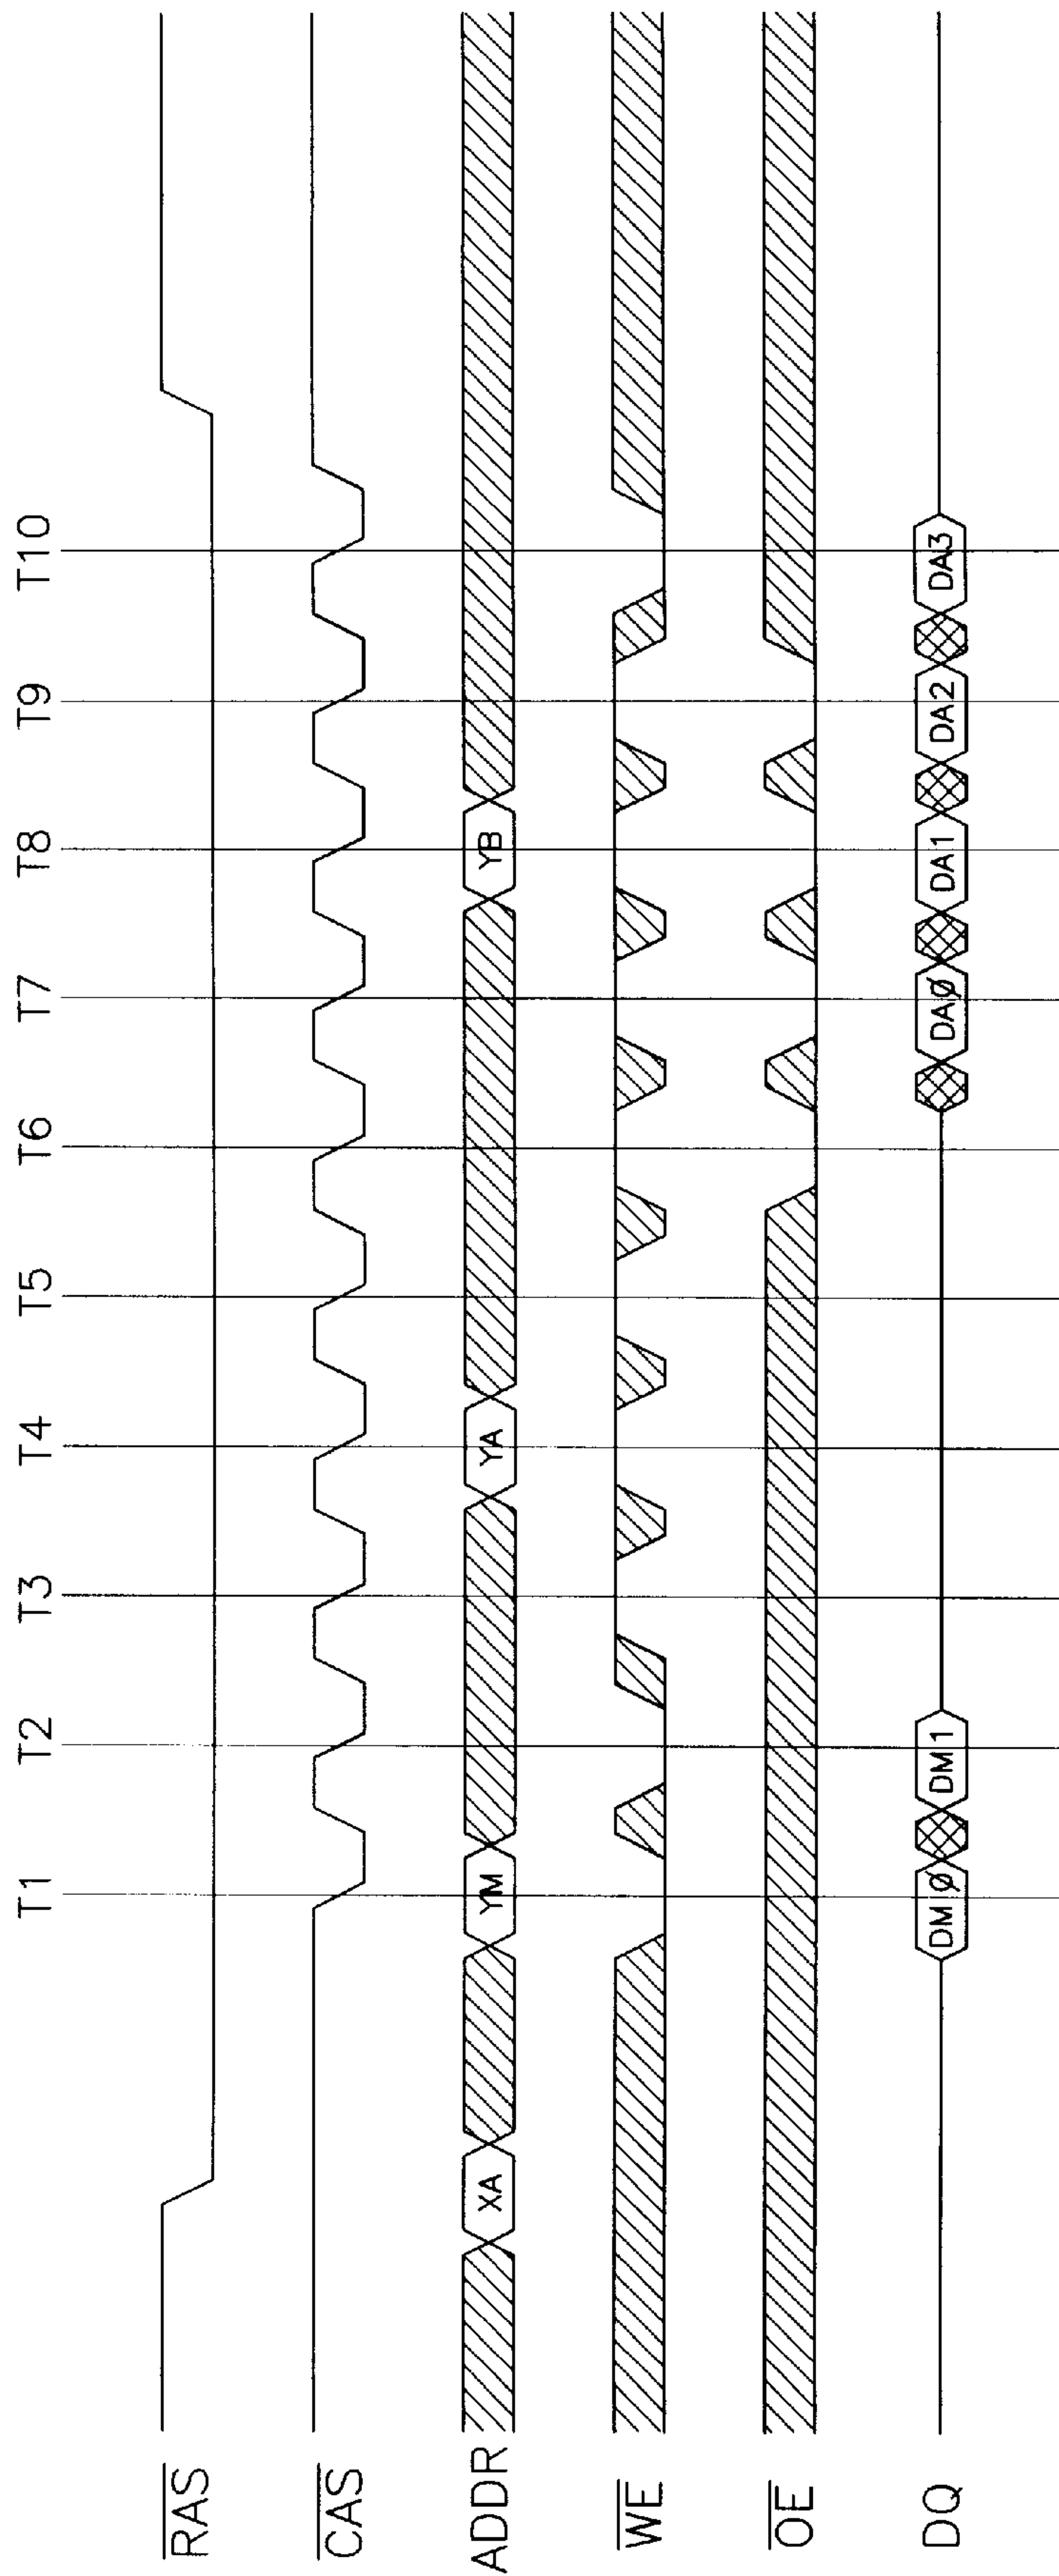 T1 T2 T3 T4 T5 T6 T7 T8 T9 T10
RAS
CAS
ADDR XA YM YA YB
WE
OE
DQ DMØ DM1 DAØ DA1 DA2 DA3